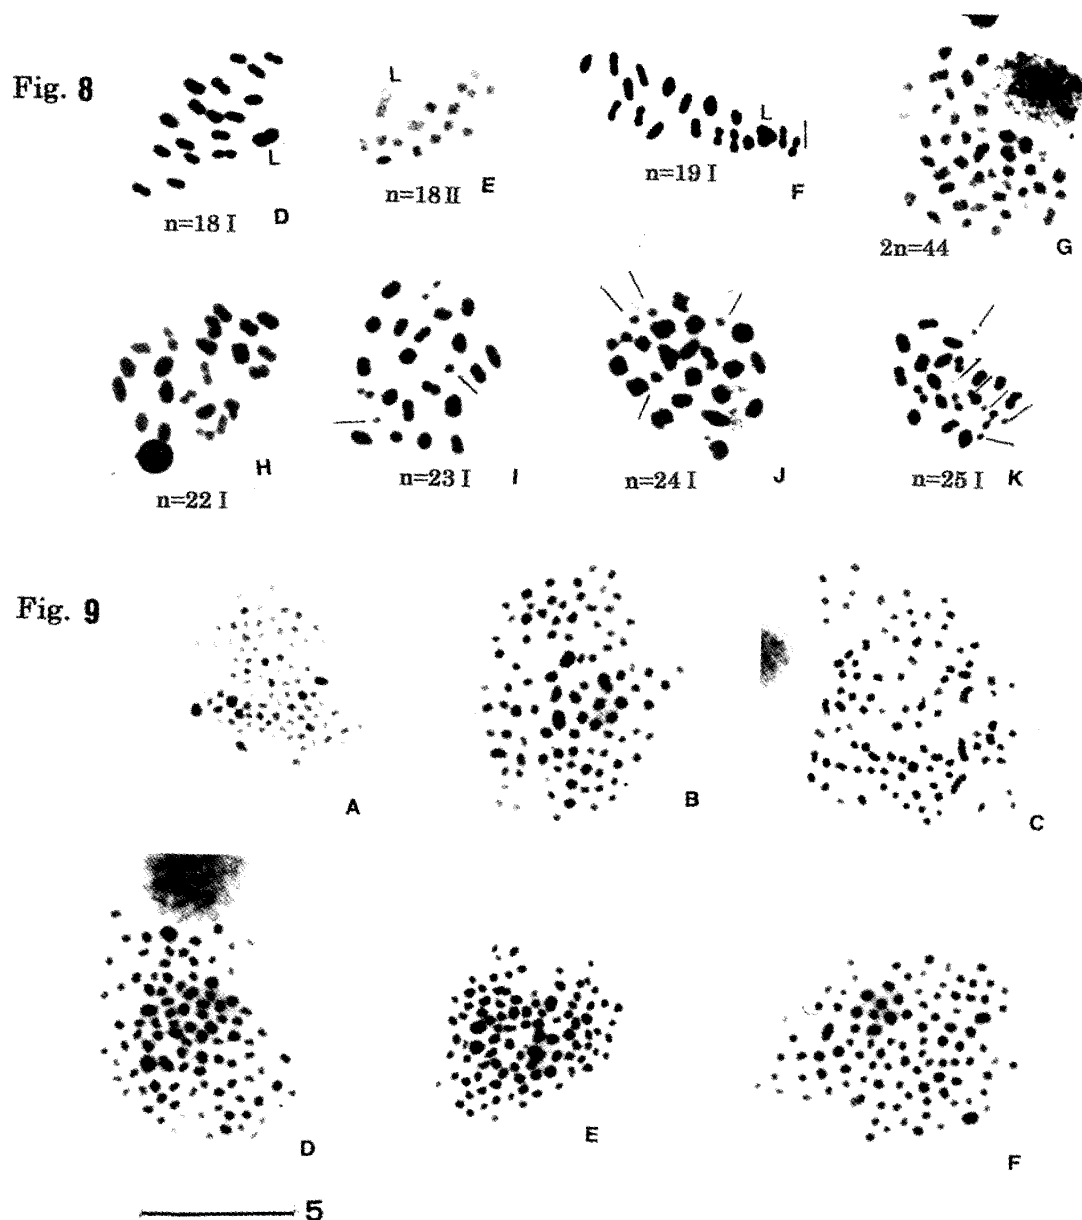 Fig. 8
L
L
L
n=18 I
D
n=18 II
E
n=19 I
F
2n=44
G
n=22 I
H
n=23 I
I
n=24 I
J
n=25 I
K
Fig. 9
A
B
C
D
E
F
5